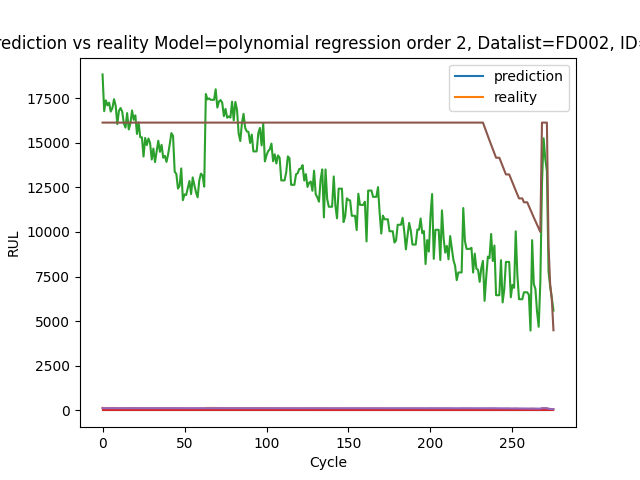 rediction vs reality Model=polynomial regression order 2, Datalist=FD002, ID=
prediction
reality
RUL
17500
15000
12500
10000
7500
5000
2500
0
0 50 100 150 200 250
Cycle